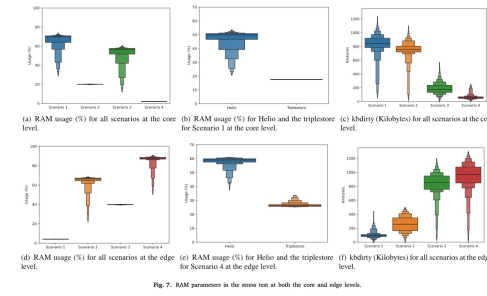 100
80
60
40
20
0
Usage (%)
Scenario 1 Scenario 2 Scenario 3 Scenario 4
70
60
50
40
30
20
10
0
Usage (%)
Helio Triplestore
1200
1000
800
600
400
200
0
Kilobytes
Scenario 1 Scenario 2 Scenario 3 Scenario 4
(a) RAM usage (%) for all scenarios at the core
level.
(b) RAM usage (%) for Helio and the triplestore
for Scenario 1 at the core level.
(c) kbdirty (Kilobytes) for all scenarios at the co
level.
100
80
60
40
20
0
Usage (%)
Scenario 1 Scenario 2 Scenario 3 Scenario 4
70
60
50
40
30
20
10
0
Usage (%)
Helio Triplestore
1200
1000
800
600
400
200
0
Kilobytes
Scenario 1 Scenario 2 Scenario 3 Scenario 4
(d) RAM usage (%) for all scenarios at the edge
level.
(e) RAM usage (%) for Helio and the triplestore
for Scenario 4 at the edge level.
(f) kbdirty (Kilobytes) for all scenarios at the edg
level.
Fig. 7. RAM parameters in the stress test at both the core and edge levels.